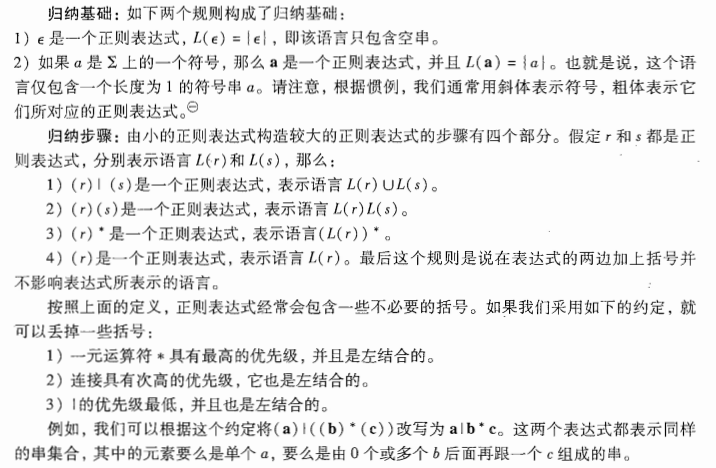 归纳基础:如下两个规则构成了归纳基础:
1) ϵ是一个正则表达式,L(ϵ) = |ϵ|,即该语言只包含空串。
2) 如果 a 是 Σ 上的一个符号,那么 a 是一个正则表达式,并且 L(a) = {a}。也就是说,这个语
言仅包含一个长度为 1 的符号串 a。请注意,根据惯例,我们通常用斜体表示符号,粗体表示它
们所对应的正则表达式。㊀
归纳步骤:由小的正则表达式构造较大的正则表达式的步骤有四个部分。假定 r 和 s 都是正
则表达式,分别表示语言 L(r)和 L(s),那么:
1) (r)| (s)是一个正则表达式,表示语言 L(r)∪L(s)。
2) (r)(s)是一个正则表达式,表示语言 L(r)L(s)。
3) (r) * 是一个正则表达式,表示语言(L(r)) * 。
4) (r)是一个正则表达式,表示语言 L(r)。最后这个规则是说在表达式的两边加上括号并
不影响表达式所表示的语言。
按照上面的定义,正则表达式经常会包含一些不必要的括号。如果我们采用如下的约定,就
可以丢掉一些括号:
1) 一元运算符 * 具有最高的优先级,并且是左结合的。
2) 连接具有次高的优先级,它也是左结合的。
3) |的优先级最低,并且也是左结合的。
例如,我们可以根据这个约定将(a)|((b) * (c))改写为 a|b * c。这两个表达式都表示同样
的串集合,其中的元素要么是单个 a,要么是由 0 个或多个 b 后面再跟一个 c 组成的串。